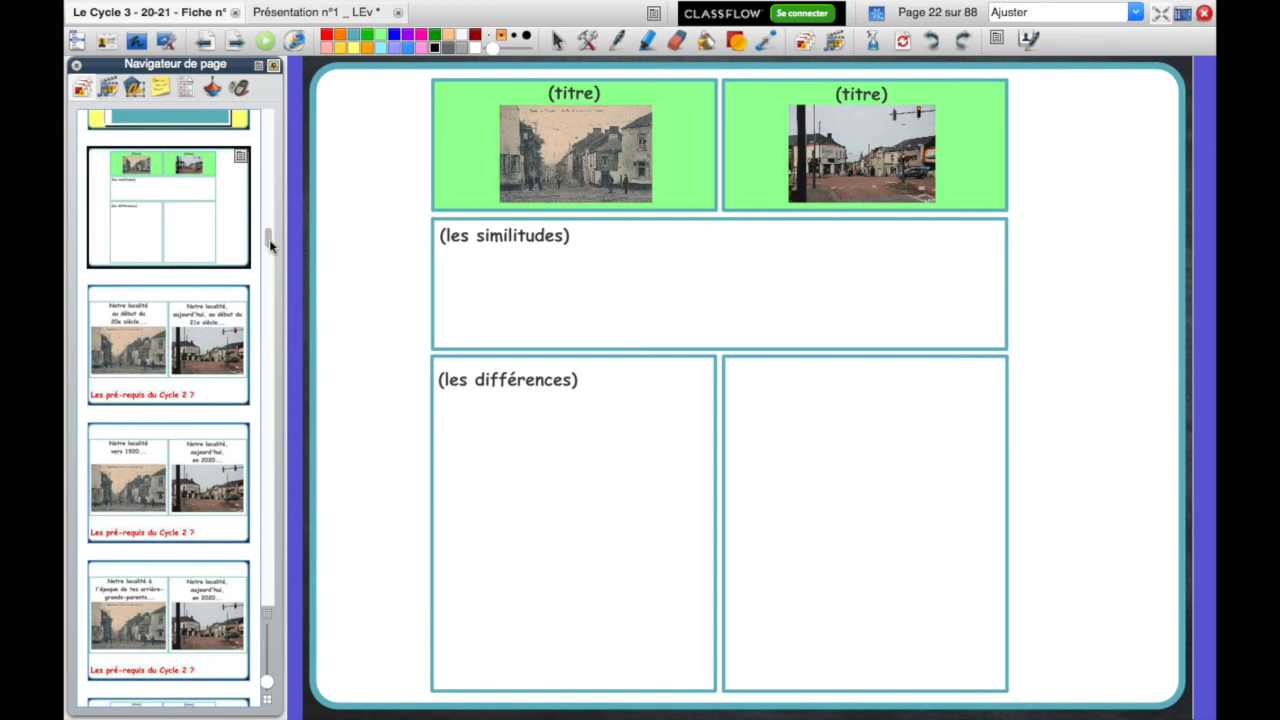 Le Cycle 3 - 20-21 - Fiche n°
Présentation n°1 _ LEv
CLASSFLOW
Se connecter
Page 22 sur 88
Ajuster
Navigateur de page
(titre)
(titre)
(les similitudes)
(les différences)
(les similitudes)
(les différences)
Notre localité
au début du
20e siècle...
Notre localité,
aujourd'hui, au début du
21e siècle...
Les pré-requis du Cycle 2 ?
Notre localité
vers 1920...
Notre localité,
aujourd'hui,
en 2020...
Les pré-requis du Cycle 2 ?
Notre localité à
l'époque de tes arrière-
grands-parents...
Notre localité,
aujourd'hui,
en 2020...
Les pré-requis du Cycle 2 ?